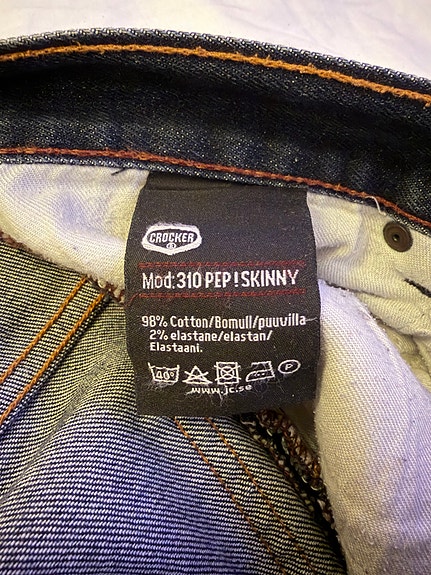 CROCKER
®
Mod:310 PEP!SKINNY
98% Cotton/Bomull/puuvilla
2% elastane/elastan/
Elastaani.
40° P
www.jc.se